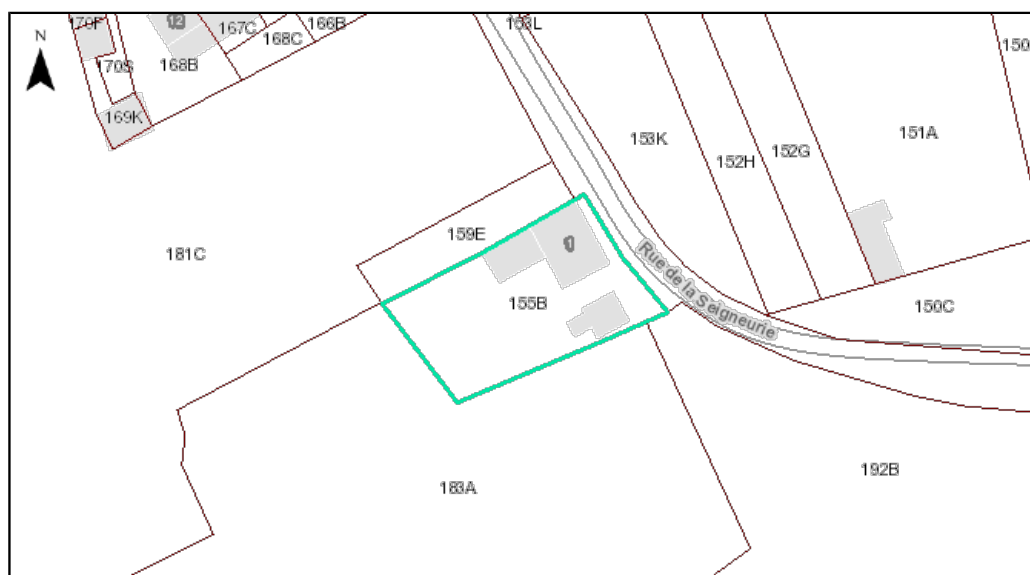 170F
12
167C
166B
153L
150
N
168C
170S
168B
169K
153K
151A
152G
152H
159E
1
181C
Rue de la Seigneurie
155B
150C
192B
183A